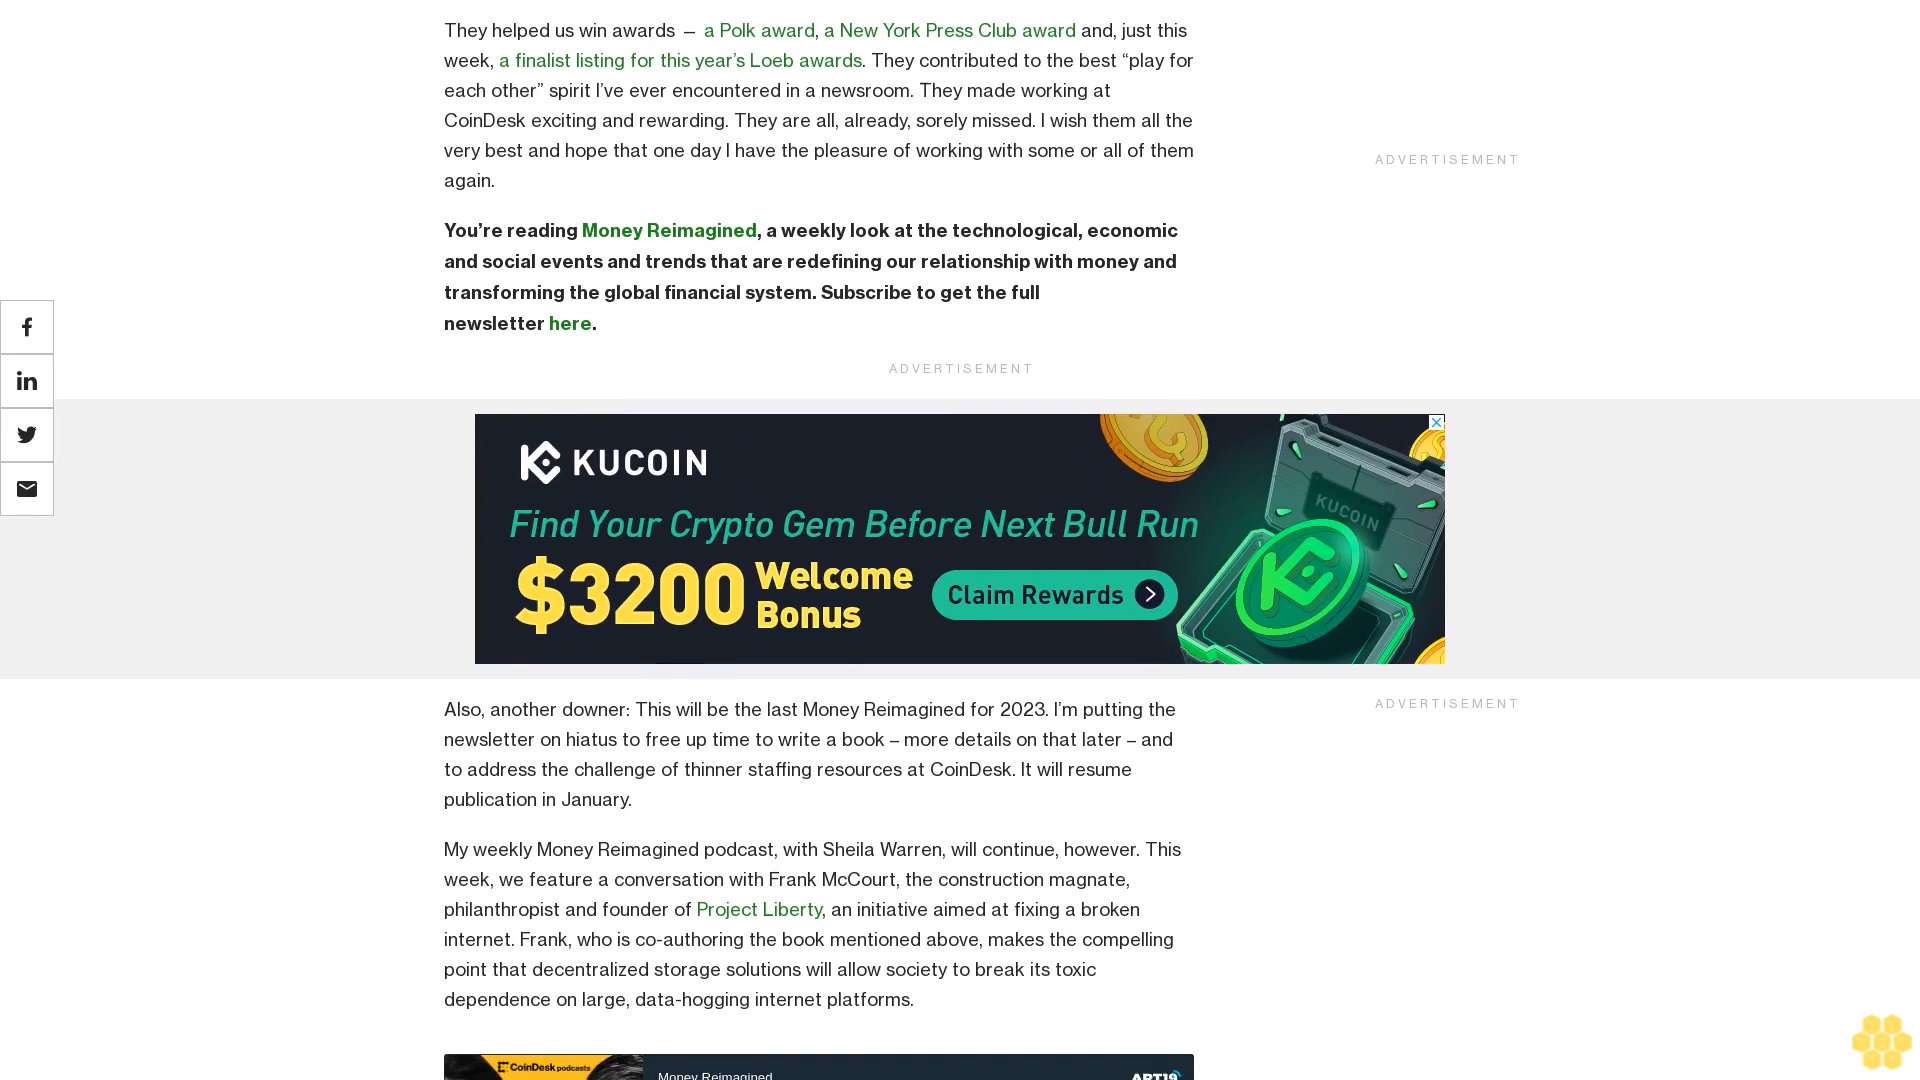 They helped us win awards — a Polk award, a New York Press Club award and, just this
week, a finalist listing for this year’s Loeb awards. They contributed to the best “play for
each other” spirit I’ve ever encountered in a newsroom. They made working at
CoinDesk exciting and rewarding. They are all, already, sorely missed. I wish them all the
very best and hope that one day I have the pleasure of working with some or all of them
again.
ADVERTISEMENT
You’re reading Money Reimagined, a weekly look at the technological, economic
and social events and trends that are redefining our relationship with money and
transforming the global financial system. Subscribe to get the full
newsletter here.
ADVERTISEMENT
KUCOIN
Find Your Crypto Gem Before Next Bull Run
$3200 Welcome
Bonus
Claim Rewards
KUCOIN
ADVERTISEMENT
Also, another downer: This will be the last Money Reimagined for 2023. I’m putting the
newsletter on hiatus to free up time to write a book – more details on that later – and
to address the challenge of thinner staffing resources at CoinDesk. It will resume
publication in January.
My weekly Money Reimagined podcast, with Sheila Warren, will continue, however. This
week, we feature a conversation with Frank McCourt, the construction magnate,
philanthropist and founder of Project Liberty, an initiative aimed at fixing a broken
internet. Frank, who is co-authoring the book mentioned above, makes the compelling
point that decentralized storage solutions will allow society to break its toxic
dependence on large, data-hogging internet platforms.
CoinDesk podcasts
Money Reimagined
ART19